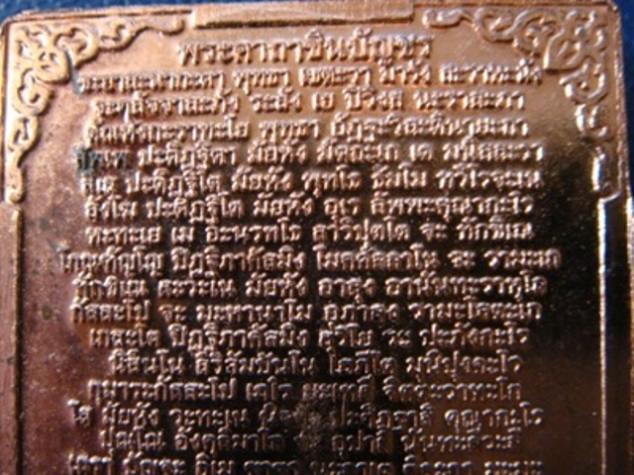 พระคาถาชินบัญชร
ชะยาสะนากะตา พุทธา เชตะวา มารัง สะวาหะนัง
จะตุสัจจาสะภัง ระสัง เย ปิวิงสุ นะราสะภา
ตัณหังกะราทะโย พุทธา อัฏฐะวีสะตินายะกา
สัพเพ ปะติฏฐิตา มัยหัง มัตถะเก เต มุนิสสะรา
สีเส ปะติฏฐิโต มัยหัง พุทโธ ธัมโม ทวิโลจะเน
สังโฆ ปะติฏฐิโต มัยหัง อุเร สัพพะคุณากะโร
หะทะเย เม อะนุรุทโธ สารีปุตโต จะ ทักขิเณ
โกณฑัญโญ ปิฏฐิภาคัสมิง โมคคัลลาโน จะ วามะเก
ทักขิเณ สะวะเน มัยหัง อาสุง อานันทะราหุโล
กัสสะโป จะ มะหานาโม อุภาสุง วามะโสตะเก
เกสะโต ปิฏฐิภาคัสมิง สุริโย วะ ปะภังกะโร
นิสินโน สิริสัมปันโน โสภิโต มุนิปุงคะโว
กุมาระกัสสะโป เถโร มะเหสี จิตตะวาทะโก
โส มัยหัง วะทะเน ปะติฏฐาสิ คุณากะโร
ปุณโณ อังคุลิมาโล จะ อุปาลี นันทะสีวะลี